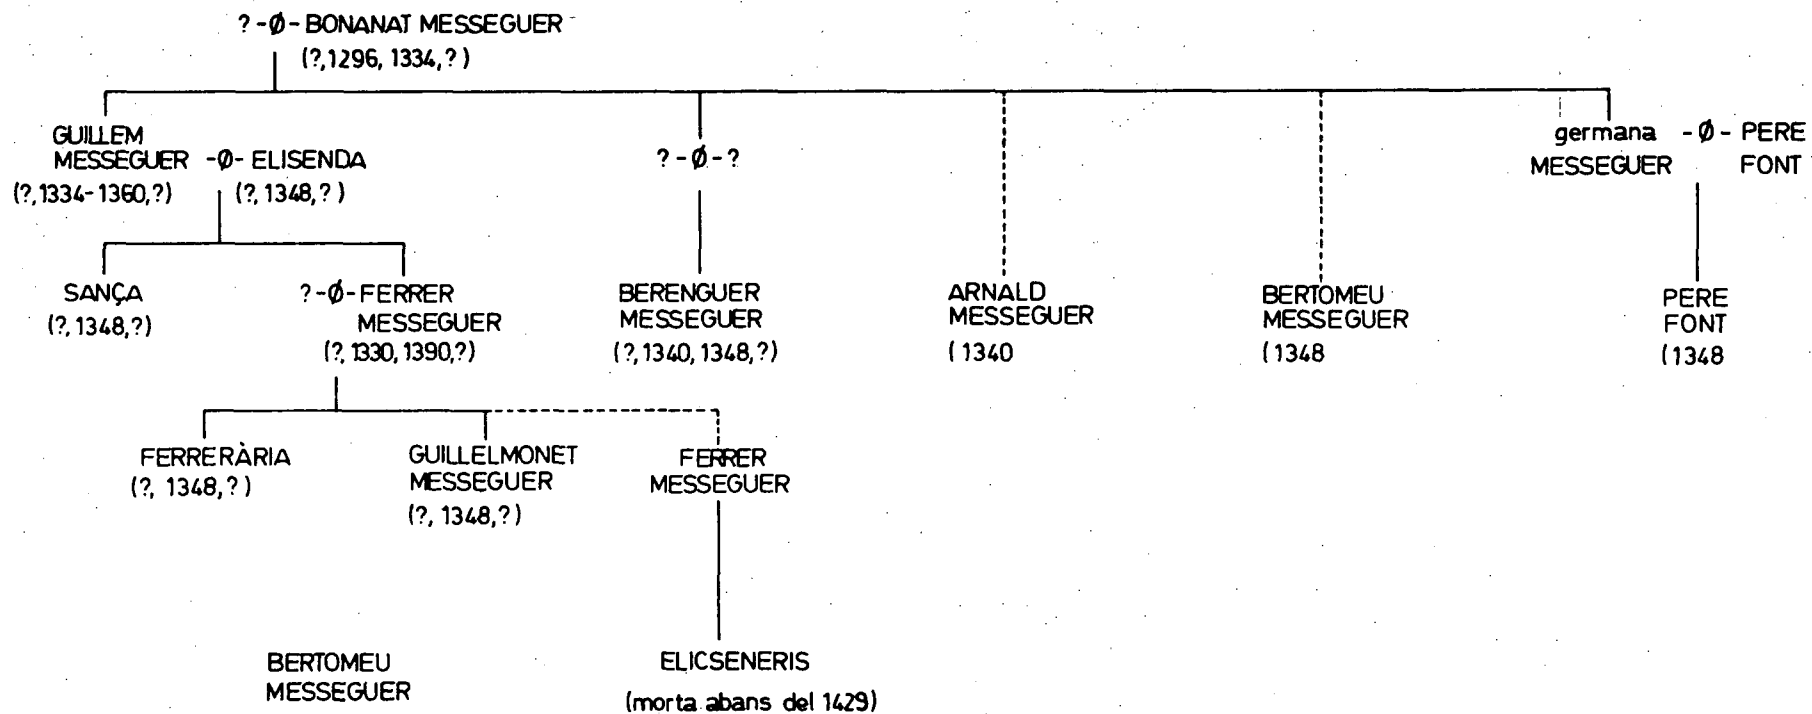 ? -Ø- BONANAT MESSEGUER
(?, 1296, 1334, ?)
GUILLEM
MESSEGUER -Ø- ELISENDA
(?, 1334-1360, ?) (?, 1348, ?)
? -Ø- ?
germana -Ø- PERE
MESSEGUER FONT
SANÇA
(?, 1348, ?)
? -Ø- FERRER
MESSEGUER
(?, 1330, 1390, ?)
BERENGUER
MESSEGUER
(?, 1340, 1348, ?)
ARNALD
MESSEGUER
(1340
BERTOMEU
MESSEGUER
(1348
PERE
FONT
(1348
FERRERÀRIA
(?, 1348, ?)
GUILLELMONET
MESSEGUER
(?, 1348, ?)
FERRER
MESSEGUER
BERTOMEU
MESSEGUER
ELICSENERIS
(morta abans del 1429)